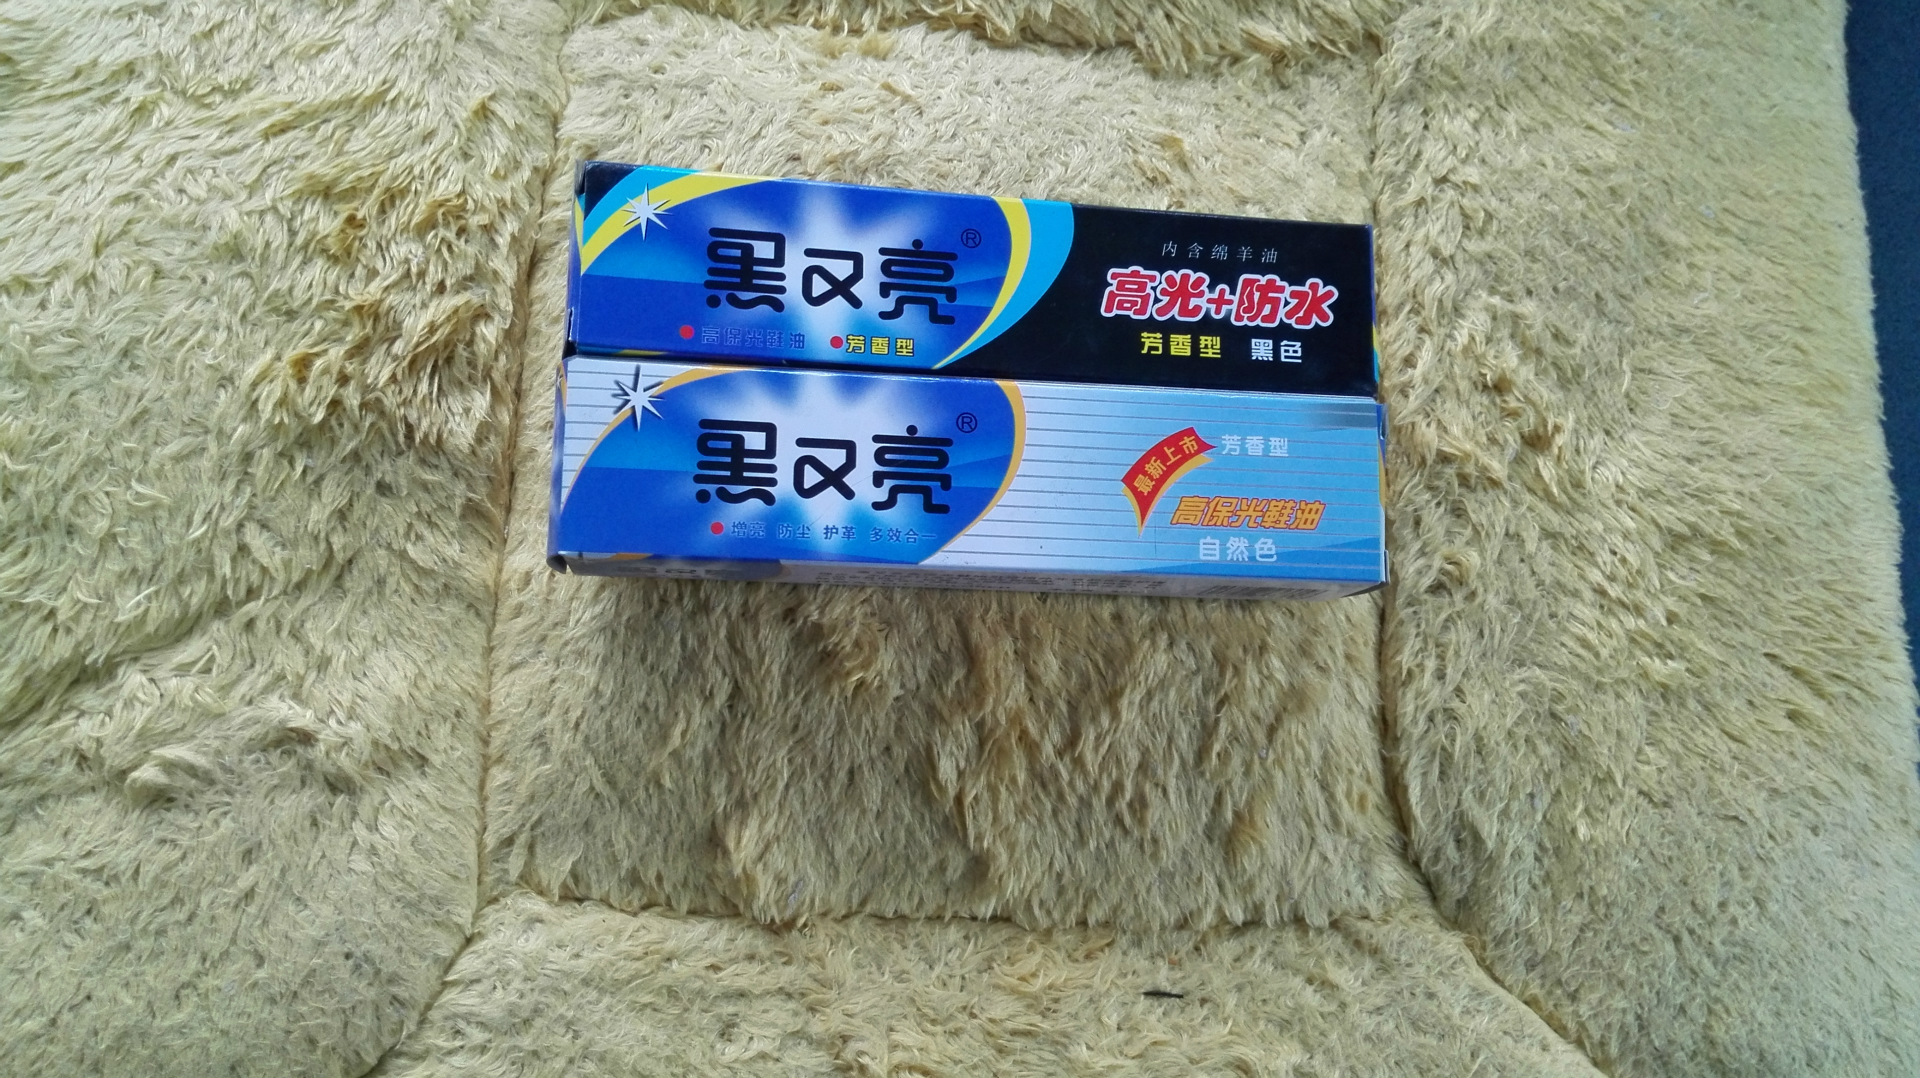 黑又亮®
●高保光鞋油 ●芳香型
内含绵羊油
高光+防水
芳香型 黑色
黑又亮®
●增亮 防尘 护革 多效合一
最新上市
芳香型
高保光鞋油
自然色